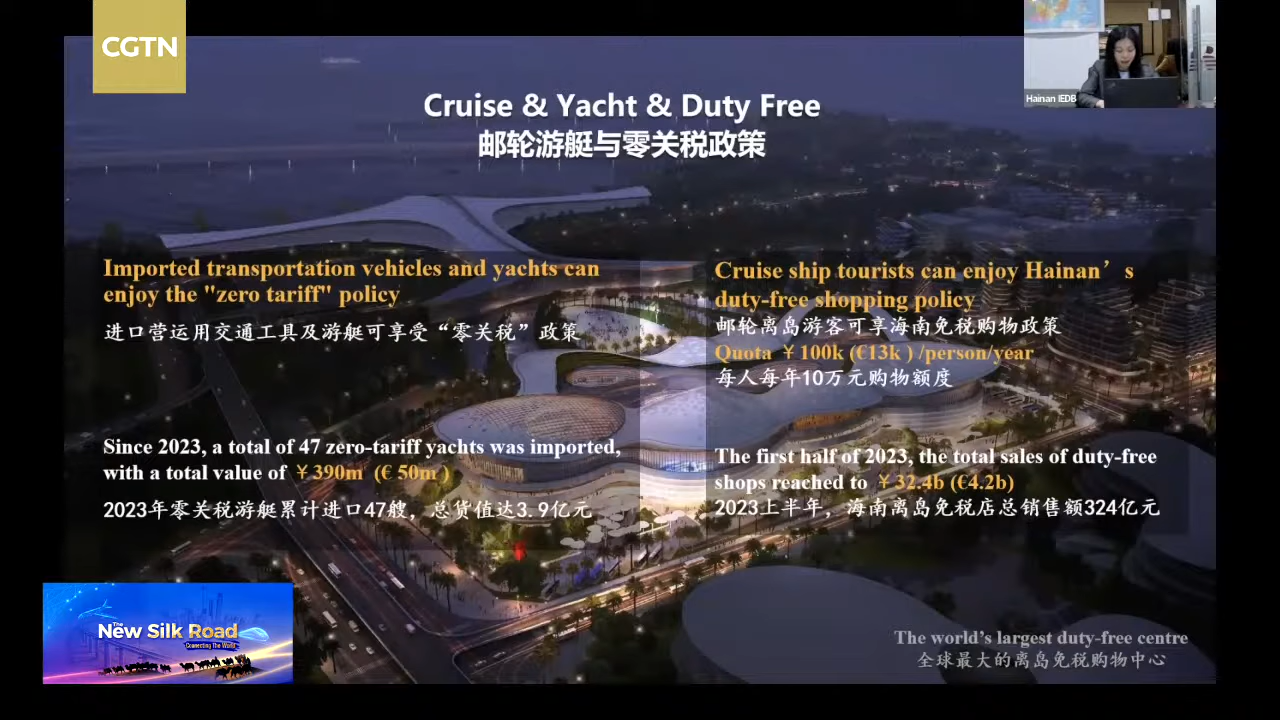 CGTN
Hainan IEDB
Cruise & Yacht & Duty Free
邮轮游艇与零关税政策
Imported transportation vehicles and yachts can
enjoy the "zero tariff" policy
进口营运用交通工具及游艇可享受“零关税”政策
Since 2023, a total of 47 zero-tariff yachts was imported,
with a total value of ￥390m (€ 50m )
2023年零关税游艇累计进口47艘，总货值达3.9亿元
Cruise ship tourists can enjoy Hainan’s
duty-free shopping policy
邮轮离岛游客可享海南免税购物政策
Quota ￥100k (€13k ) /person/year
每人每年10万元购物额度
The first half of 2023, the total sales of duty-free
shops reached to ￥32.4b (€4.2b)
2023上半年，海南离岛免税店总销售额324亿元
The world’s largest duty-free centre
全球最大的离岛免税购物中心
The
New Silk Road
Connecting The World